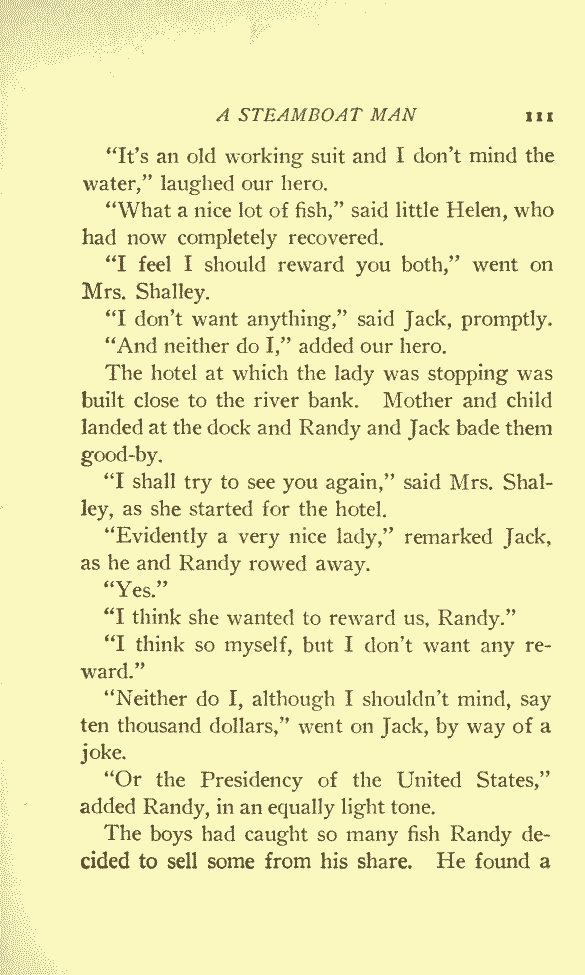 A STEAMBOAT MAN 111
"It's an old working suit and I don't mind the
water," laughed our hero.
"What a nice lot of fish," said little Helen, who
had now completely recovered.
"I feel I should reward you both," went on
Mrs. Shalley.
"I don't want anything," said Jack, promptly.
"And neither do I," added our hero.
The hotel at which the lady was stopping was
built close to the river bank. Mother and child
landed at the dock and Randy and Jack bade them
good-by.
"I shall try to see you again," said Mrs. Shal-
ley, as she started for the hotel.
"Evidently a very nice lady," remarked Jack,
as he and Randy rowed away.
"Yes."
"I think she wanted to reward us, Randy."
"I think so myself, but I don't want any re-
ward."
"Neither do I, although I shouldn't mind, say
ten thousand dollars," went on Jack, by way of a
joke.
"Or the Presidency of the United States,"
added Randy, in an equally light tone.
The boys had caught so many fish Randy de-
cided to sell some from his share. He found a